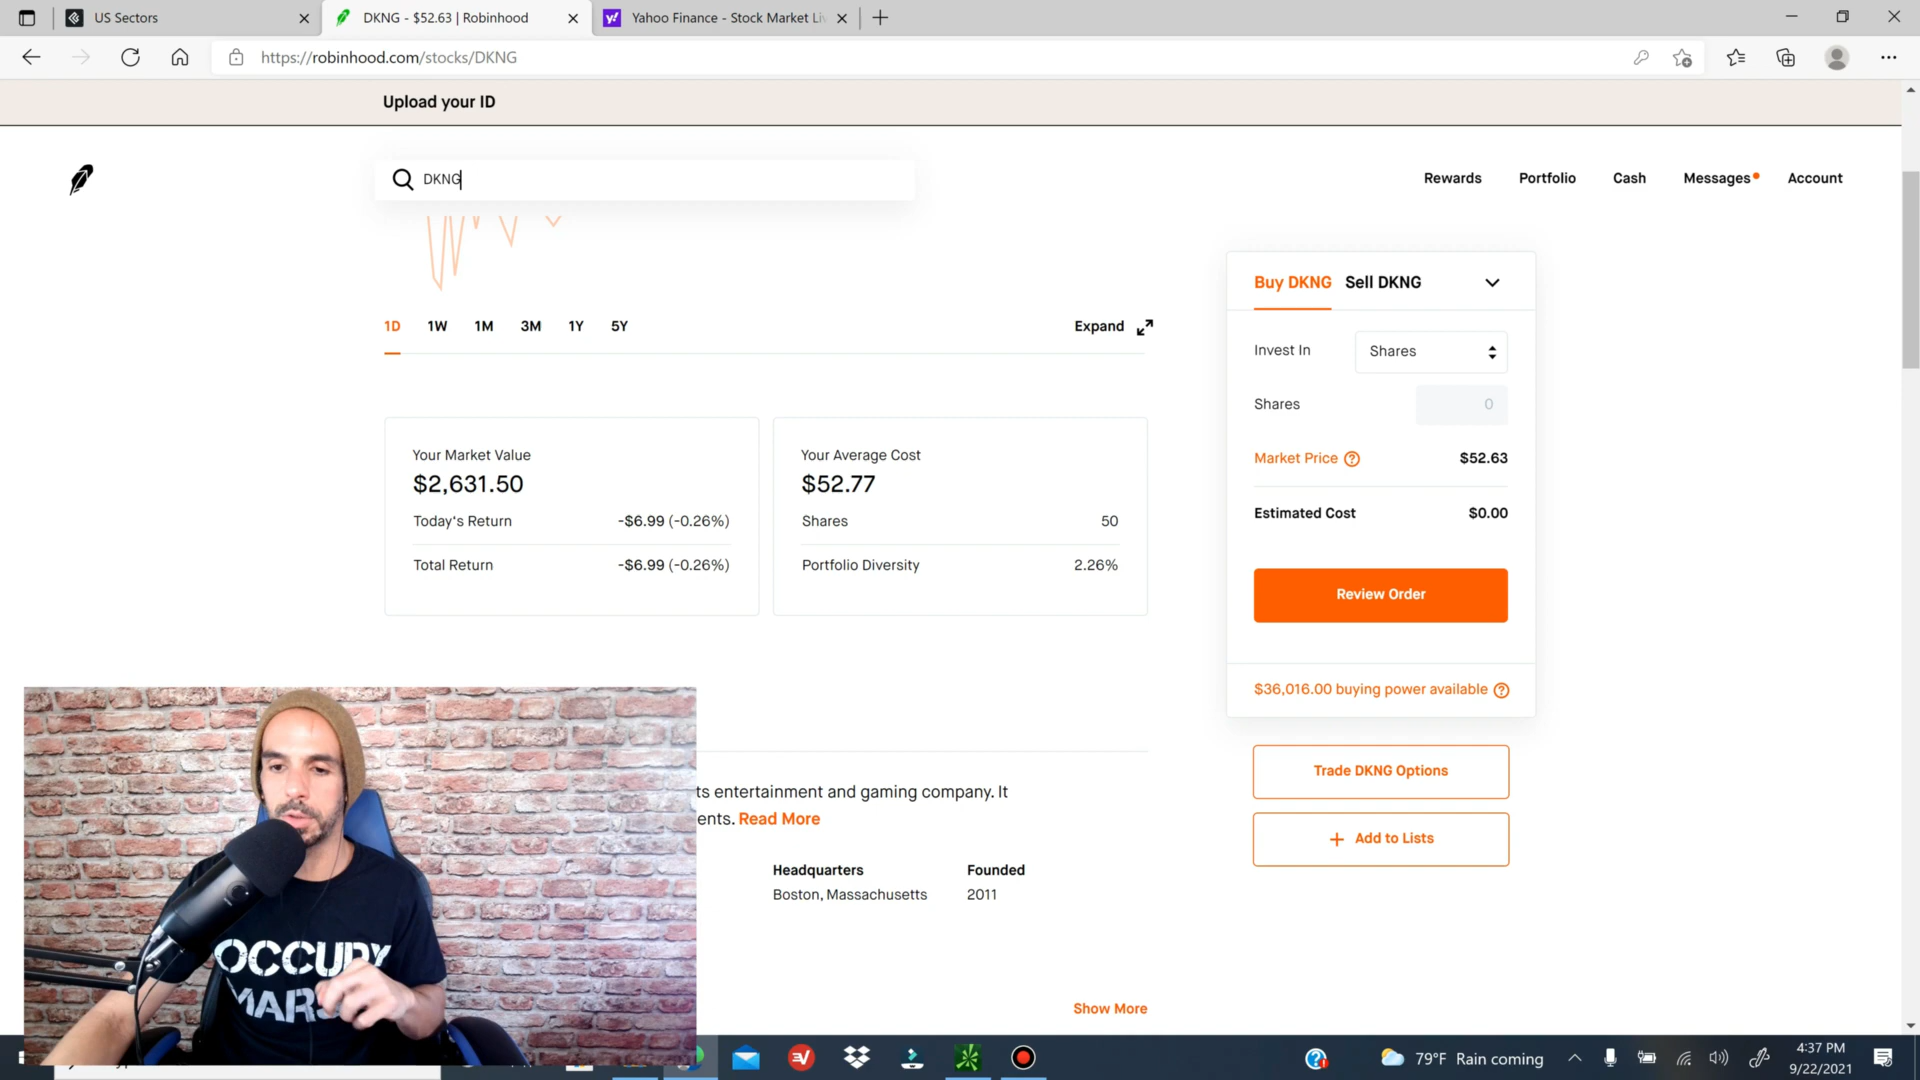 US Sectors
DKNG - $52.63 | Robinhood
Yahoo Finance - Stock Market Li
https://robinhood.com/stocks/DKNG
Upload your ID
DKNG
Rewards
Portfolio
Cash
Messages
Account
1D 1W 1M 3M 1Y 5Y
Expand
Your Market Value
$2,631.50
Today's Return -$6.99 (-0.26%)
Total Return -$6.99 (-0.26%)
Your Average Cost
$52.77
Shares 50
Portfolio Diversity 2.26%
Buy DKNG Sell DKNG
Invest In Shares
Shares 0
Market Price ? $52.63
Estimated Cost $0.00
Review Order
$36,016.00 buying power available ?
Trade DKNG Options
+ Add to Lists
ts entertainment and gaming company. It
ents. Read More
Headquarters
Boston, Massachusetts
Founded
2011
Show More
OCCUPY
MARS
79°F Rain coming
4:37 PM
9/22/2021